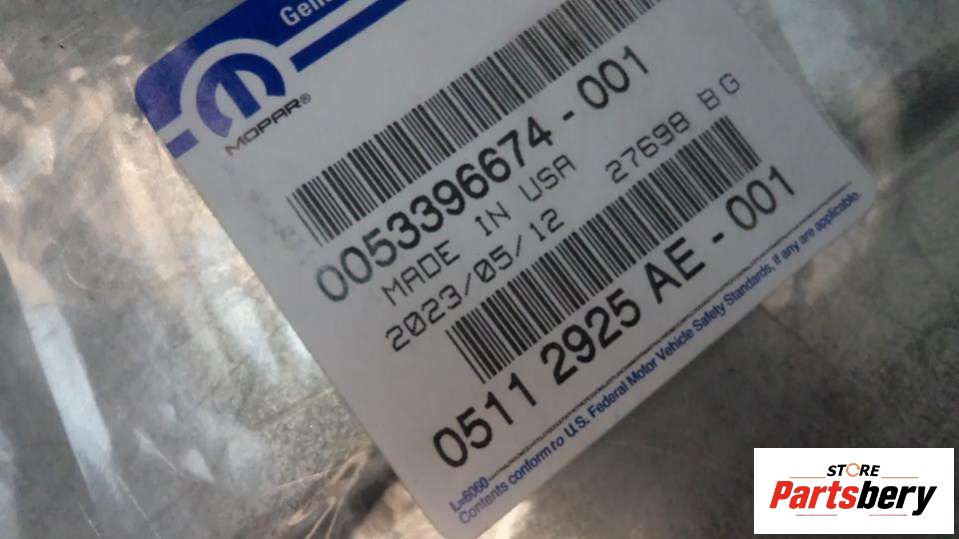 MOPAR®
0053396674-001
MADE IN USA
2023/05/12 27698 BG
0511 2925 AE-001
L=6060
Contents conform to U.S. Federal Motor Vehicle Safety Standards, if any are applicable.
STORE
Partsbery